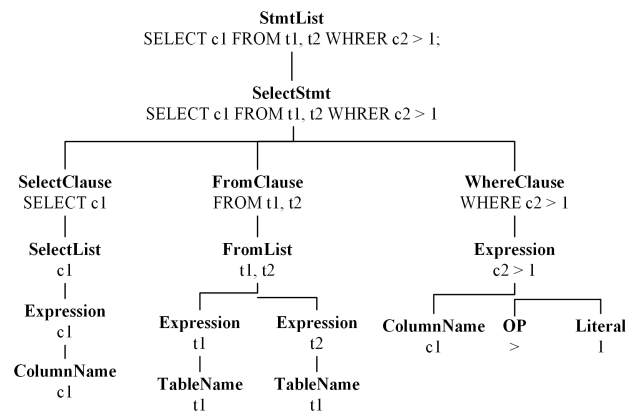 StmtList
SELECT c1 FROM t1, t2 WHRER c2 > 1;
SelectStmt
SELECT c1 FROM t1, t2 WHRER c2 > 1
SelectClause FromClause WhereClause
SELECT c1 FROM t1, t2 WHERE c2 > 1
SelectList FromList Expression
c1 t1, t2 c2 > 1
Expression Expression Expression ColumnName OP Literal
c1 t1 t2 c1 > 1
ColumnName TableName TableName
c1 t1 t1